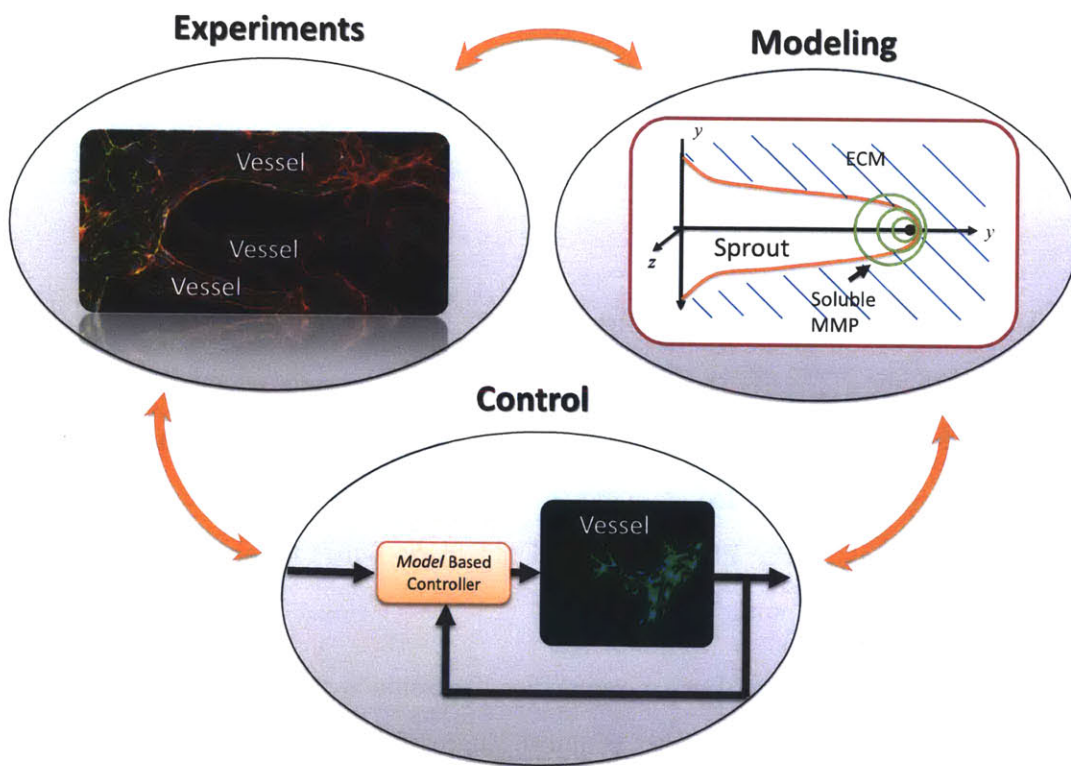 Experiments
Modeling
Vessel
Vessel
Vessel
y
ECM
Sprout
y
z
Soluble
MMP
Control
Vessel
Model Based
Controller